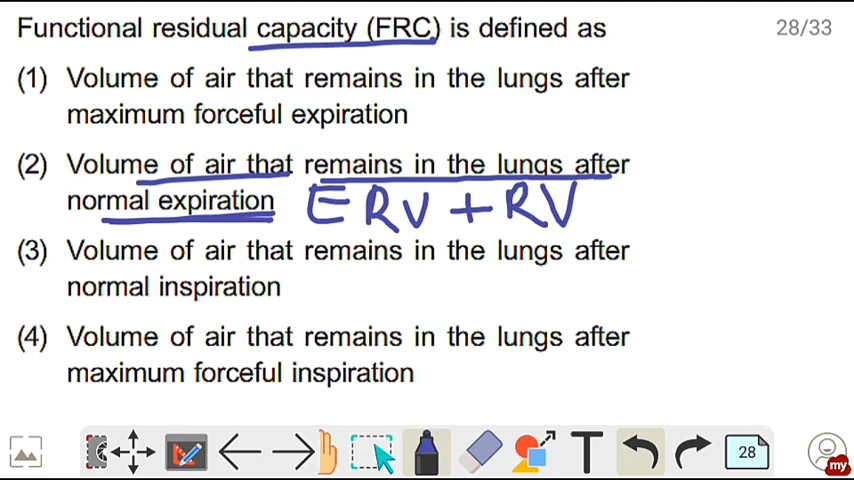 Functional residual capacity (FRC) is defined as
28/33
(1) Volume of air that remains in the lungs after
maximum forceful expiration
(2) Volume of air that remains in the lungs after
normal expiration ERV + RV
(3) Volume of air that remains in the lungs after
normal inspiration
(4) Volume of air that remains in the lungs after
maximum forceful inspiration
T
28
my